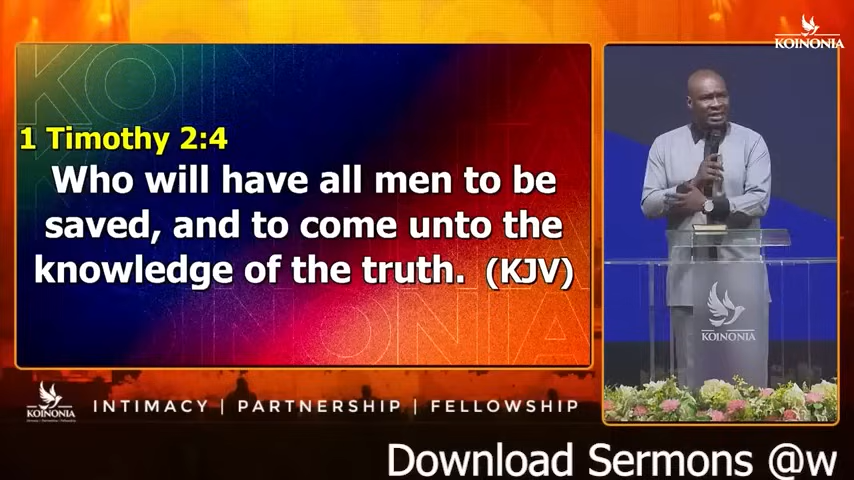 KOINONIA
1 Timothy 2:4
Who will have all men to be
saved, and to come unto the
knowledge of the truth. (KJV)
KOINONIA
KOINONIA
INTIMACY | PARTNERSHIP | FELLOWSHIP
Download Sermons @w